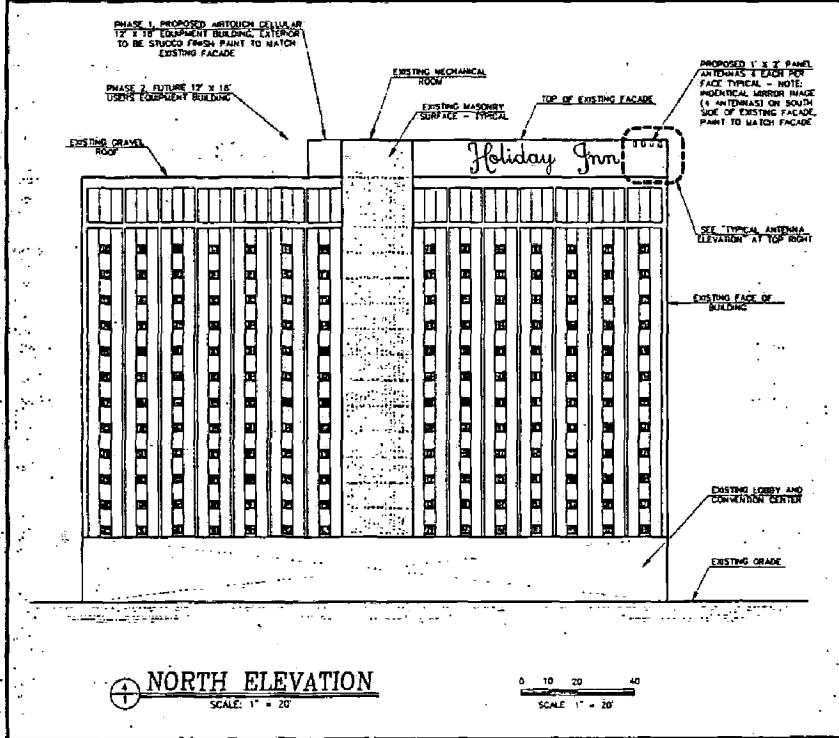 PHASE 1, PROPOSED AIRTOUCH CELLULAR
12' X 18' EQUIPMENT BUILDING, EXTERIOR
TO BE STUCCO FINISH PAINT TO MATCH
EXISTING FACADE
PHASE 2, FUTURE 12' X 18'
USERS EQUIPMENT BUILDING
EXISTING GRAVEL
ROOF
EXISTING MECHANICAL
ROOM
EXISTING MASONRY
SURFACE - TYPICAL
TOP OF EXISTING FACADE
PROPOSED 1' X 2' PANEL
ANTENNAS 4 EACH PER
FACE TYPICAL - NOTE:
INDENTICAL MIRROR IMAGE
(4 ANTENNAS) ON SOUTH
SIDE OF EXISTING FACADE,
PAINT TO MATCH FACADE
Holiday Inn
SEE "TYPICAL ANTENNA
ELEVATION" AT TOP RIGHT
EXISTING FACE OF
BUILDING
EXISTING LOBBY AND
CONVENTION CENTER
EXISTING GRADE
4
1
NORTH ELEVATION
SCALE: 1" = 20'
0 10 20 40
SCALE 1" = 20'